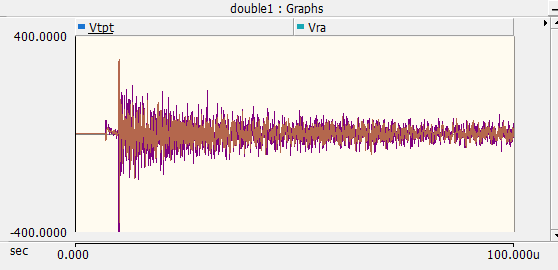 double1 : Graphs
Vtpt Vra
400.0000
-400.0000
sec 0.000 100.000u